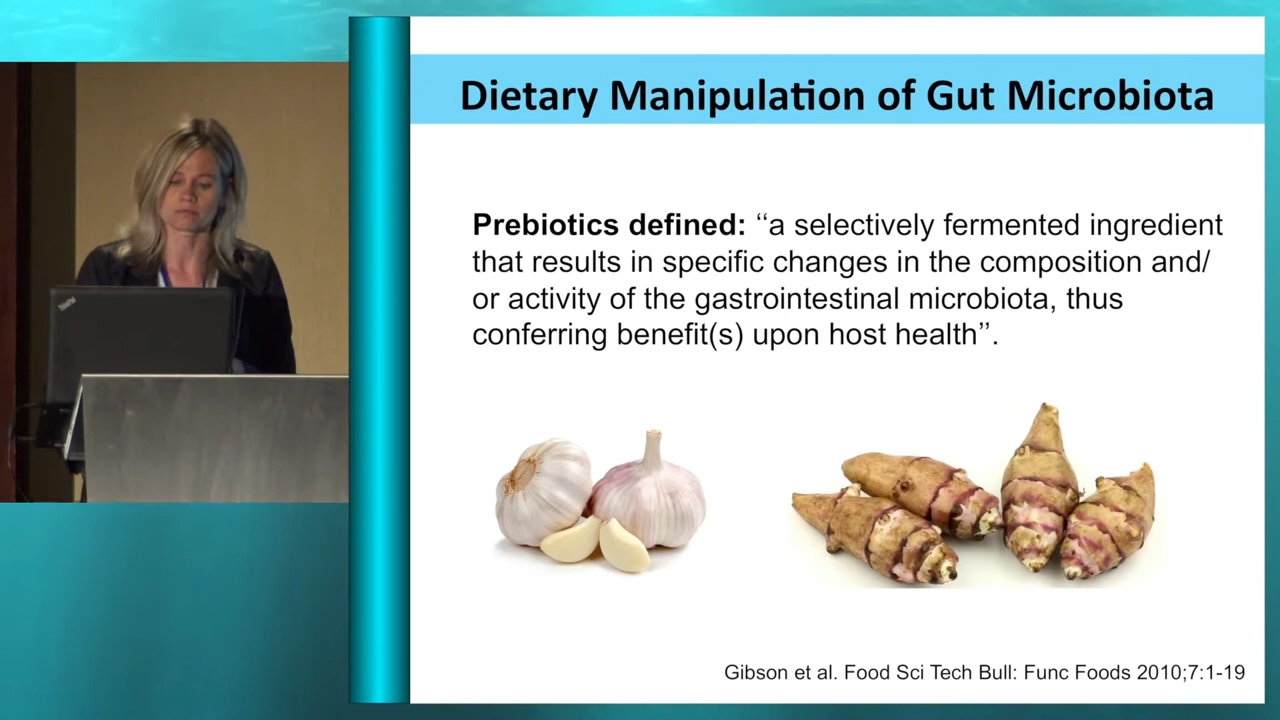 Dietary Manipulation of Gut Microbiota
Prebiotics defined: ‘‘a selectively fermented ingredient
that results in specific changes in the composition and/
or activity of the gastrointestinal microbiota, thus
conferring benefit(s) upon host health’’.
Gibson et al. Food Sci Tech Bull: Func Foods 2010;7:1-19
ThinkPad